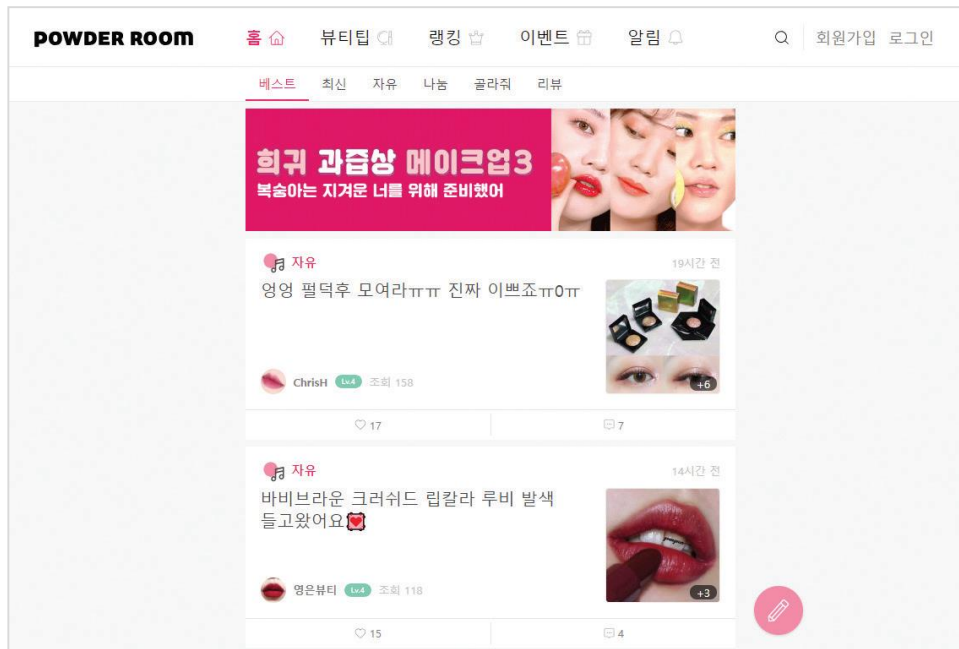 POWDER ROOM
홈 뷰티팁 랭킹 이벤트 알림 회원가입 로그인
베스트 최신 자유 나눔 골라줘 리뷰
희귀 과즙상 메이크업3
복숭아는 지겨운 너를 위해 준비했어
자유 19시간 전
엉엉 펄덕후 모여라ㅠㅠ 진짜 이쁘죠ㅠ0ㅠ
+6
ChrisH Lv.4 조회 158
17 7
자유 14시간 전
바비브라운 크러쉬드 립칼라 루비 발색
들고왔어요💟
+3
영은뷰티 Lv.4 조회 118
15 4